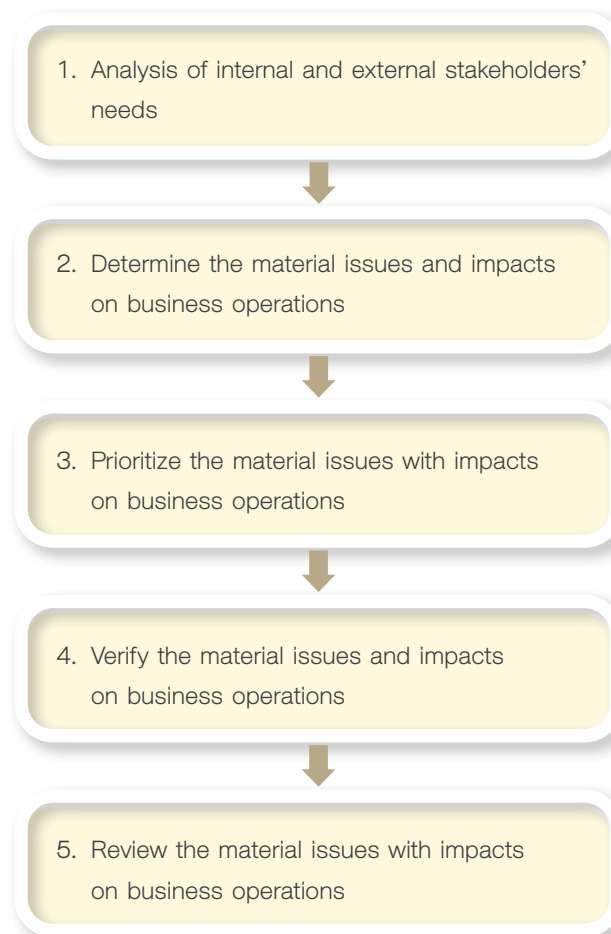 1. Analysis of internal and external stakeholders’
needs
2. Determine the material issues and impacts
on business operations
3. Prioritize the material issues with impacts
on business operations
4. Verify the material issues and impacts
on business operations
5. Review the material issues with impacts
on business operations